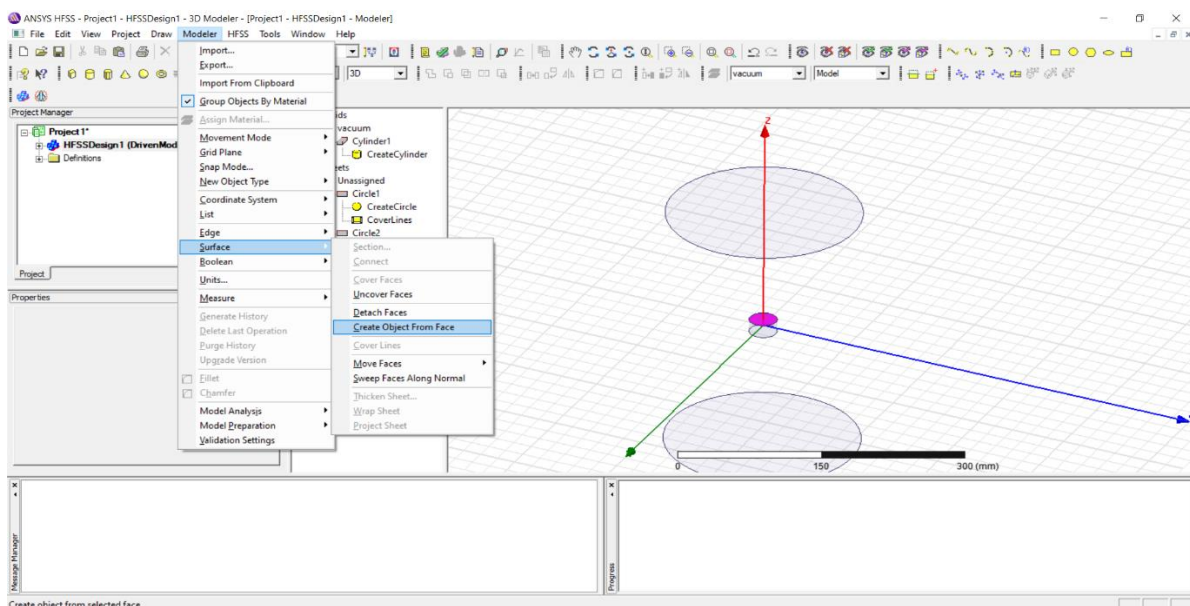 ANSYS HFSS - Project1 - HFSSDesign1 - 3D Modeler - [Project1 - HFSSDesign1 - Modeler]
File Edit View Project Draw Modeler HFSS Tools Window Help
3D
vacuum
Model
Project Manager
Project1*
HFSSDesign1 (DrivenMod
Definitions
Project
Properties
Import...
Export...
Import From Clipboard
Group Objects By Material
Assign Material...
Movement Mode
Grid Plane
Snap Mode...
New Object Type
Coordinate System
List
Edge
Surface
Boolean
Units...
Measure
Generate History
Delete Last Operation
Purge History
Upgrade Version
Fillet
Chamfer
Model Analysis
Model Preparation
Validation Settings
ids
vacuum
Cylinder1
CreateCylinder
eets
Unassigned
Circle1
CreateCircle
CoverLines
Circle2
Section...
Connect
Cover Faces
Uncover Faces
Detach Faces
Create Object From Face
Cover Lines
Move Faces
Sweep Faces Along Normal
Thicken Sheet...
Wrap Sheet
Project Sheet
Z
0 150 300 (mm)
Message Manager
Progress
Create object from selected face